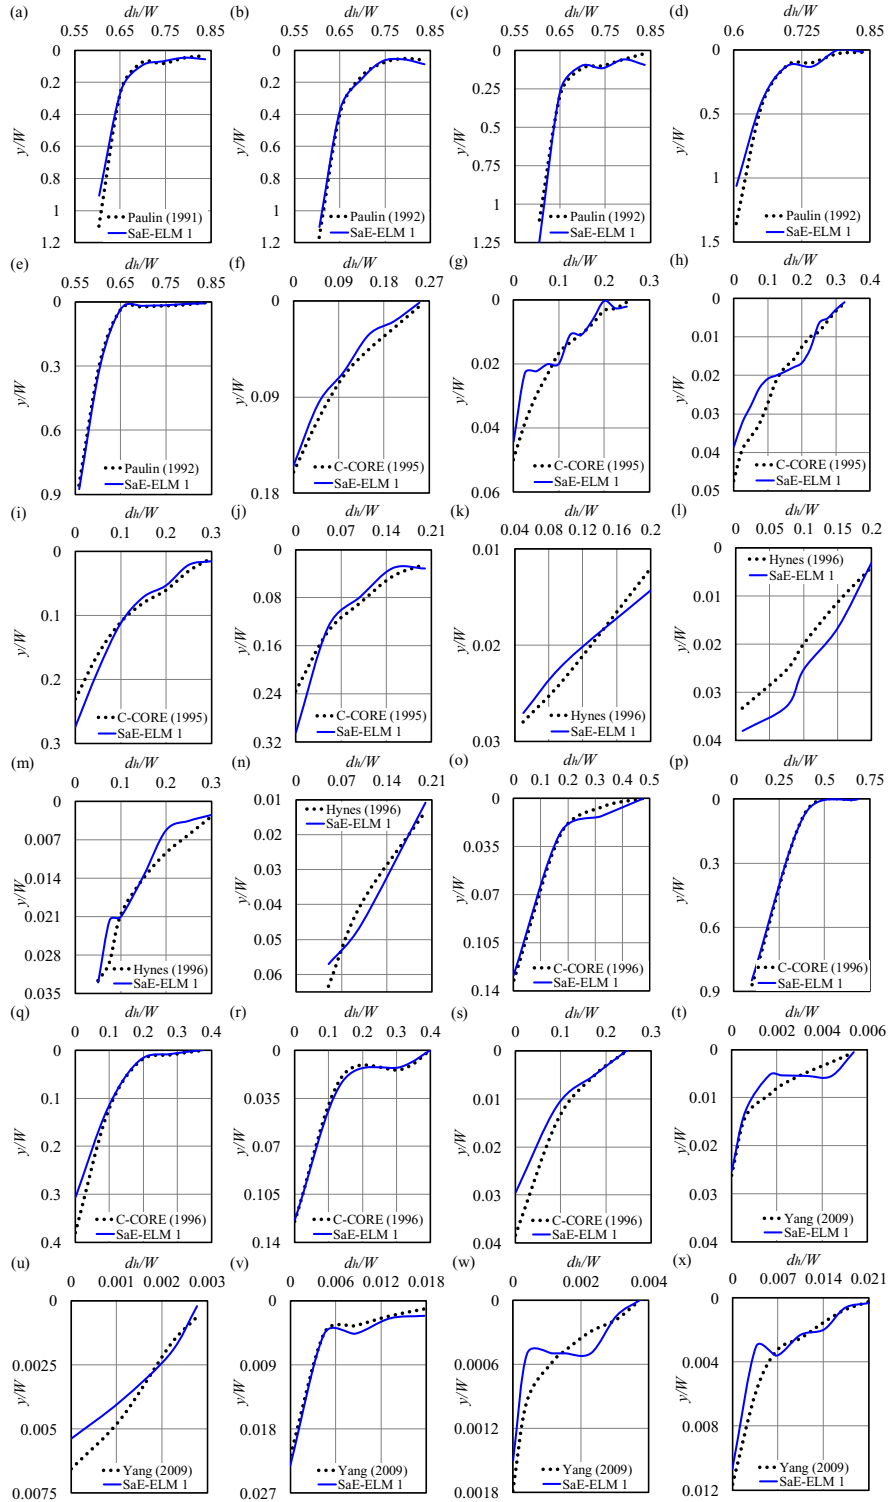 (a) dh/W
0.55 0.65 0.75 0.85
0
0.2
0.4
0.6
0.8
1
1.2
y/W
Paulin (1991)
SaE-ELM 1
(b) dh/W
0.55 0.65 0.75 0.85
0
0.2
0.4
0.6
0.8
1
1.2
y/W
Paulin (1992)
SaE-ELM 1
(c) dh/W
0.55 0.65 0.75 0.85
0
0.25
0.5
0.75
1
1.25
y/W
Paulin (1992)
SaE-ELM 1
(d) dh/W
0.6 0.725 0.85
0
0.5
1
1.5
y/W
Paulin (1992)
SaE-ELM 1
(e) dh/W
0.55 0.65 0.75 0.85
0
0.3
0.6
0.9
y/W
Paulin (1992)
SaE-ELM 1
(f) dh/W
0 0.09 0.18 0.27
0
0.09
0.18
y/W
C-CORE (1995)
SaE-ELM 1
(g) dh/W
0 0.1 0.2 0.3
0
0.02
0.04
0.06
y/W
C-CORE (1995)
SaE-ELM 1
(h) dh/W
0 0.1 0.2 0.3 0.4
0
0.01
0.02
0.03
0.04
0.05
y/W
C-CORE (1995)
SaE-ELM 1
(i) dh/W
0 0.1 0.2 0.3
0
0.1
0.2
0.3
y/W
C-CORE (1995)
SaE-ELM 1
(j) dh/W
0 0.07 0.14 0.21
0
0.08
0.16
0.24
0.32
y/W
C-CORE (1995)
SaE-ELM 1
(k) dh/W
0.04 0.08 0.12 0.16 0.2
0.01
0.02
0.03
y/W
Hynes (1996)
SaE-ELM 1
(l) dh/W
0 0.05 0.1 0.15 0.2
0
0.01
0.02
0.03
0.04
y/W
Hynes (1996)
SaE-ELM 1
(m) dh/W
0 0.1 0.2 0.3
0
0.007
0.014
0.021
0.028
0.035
y/W
Hynes (1996)
SaE-ELM 1
(n) dh/W
0 0.07 0.14 0.21
0.01
0.02
0.03
0.04
0.05
0.06
y/W
Hynes (1996)
SaE-ELM 1
(o) dh/W
0 0.1 0.2 0.3 0.4 0.5
0
0.035
0.07
0.105
0.14
y/W
C-CORE (1996)
SaE-ELM 1
(p) dh/W
0 0.25 0.5 0.75
0
0.3
0.6
0.9
y/W
C-CORE (1996)
SaE-ELM 1
(q) dh/W
0 0.1 0.2 0.3 0.4
0
0.1
0.2
0.3
0.4
y/W
C-CORE (1996)
SaE-ELM 1
(r) dh/W
0 0.1 0.2 0.3 0.4
0
0.035
0.07
0.105
0.14
y/W
C-CORE (1996)
SaE-ELM 1
(s) dh/W
0 0.1 0.2 0.3
0
0.01
0.02
0.03
0.04
y/W
C-CORE (1996)
SaE-ELM 1
(t) dh/W
0 0.002 0.004 0.006
0
0.01
0.02
0.03
0.04
y/W
Yang (2009)
SaE-ELM 1
(u) dh/W
0 0.001 0.002 0.003
0
0.0025
0.005
0.0075
y/W
Yang (2009)
SaE-ELM 1
(v) dh/W
0 0.006 0.012 0.018
0
0.009
0.018
0.027
y/W
Yang (2009)
SaE-ELM 1
(w) dh/W
0 0.002 0.004
0
0.0006
0.0012
0.0018
y/W
Yang (2009)
SaE-ELM 1
(x) dh/W
0 0.007 0.014 0.021
0
0.004
0.008
0.012
y/W
Yang (2009)
SaE-ELM 1